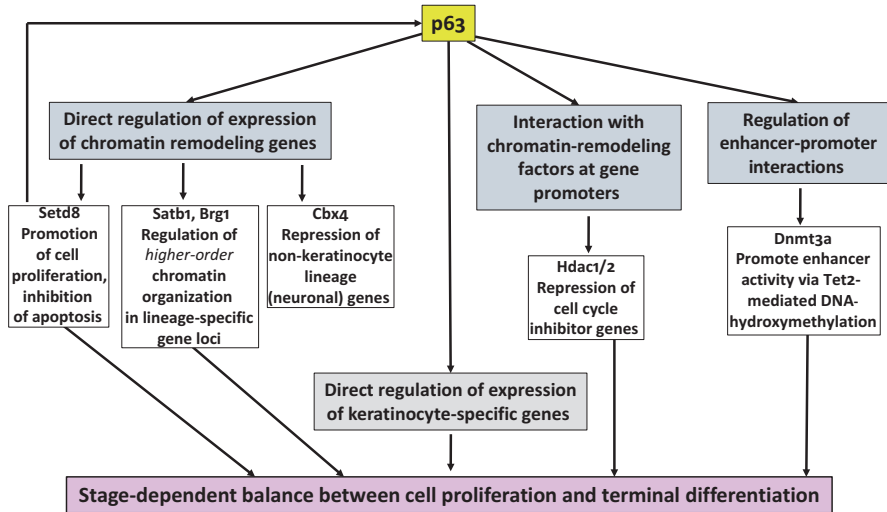 p63
Direct regulation of expression
of chromatin remodeling genes
Interaction with
chromatin-remodeling
factors at gene
promoters
Regulation of
enhancer-promoter
interactions
Setd8
Promotion
of cell
proliferation,
inhibition
of apoptosis
Satb1, Brg1
Regulation of
higher-order
chromatin
organization
in lineage-specific
gene loci
Cbx4
Repression of
non-keratinocyte
lineage
(neuronal) genes
Hdac1/2
Repression of
cell cycle
inhibitor genes
Dnmt3a
Promote enhancer
activity via Tet2-
mediated DNA-
hydroxymethylation
Direct regulation of expression
of keratinocyte-specific genes
Stage-dependent balance between cell proliferation and terminal differentiation